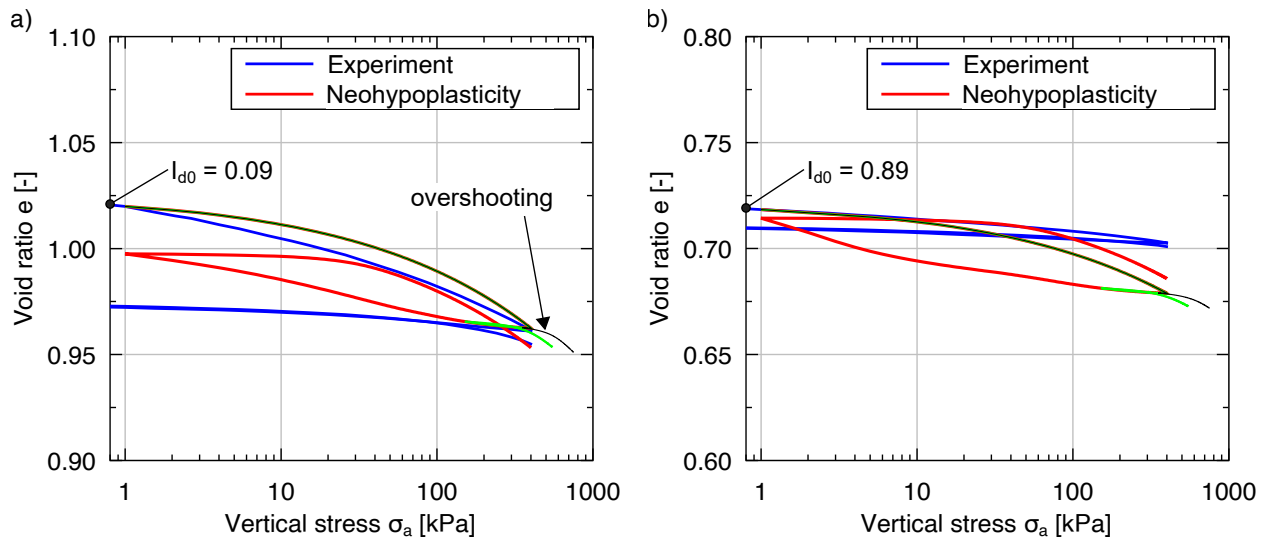 a)
1.10
1.05
1.00
0.95
0.90
Void ratio e [-]
Experiment
Neohypoplasticity
I_d0 = 0.09
overshooting
1 10 100 1000
Vertical stress σ_a [kPa]
b)
0.80
0.75
0.70
0.65
0.60
Void ratio e [-]
Experiment
Neohypoplasticity
I_d0 = 0.89
1 10 100 1000
Vertical stress σ_a [kPa]